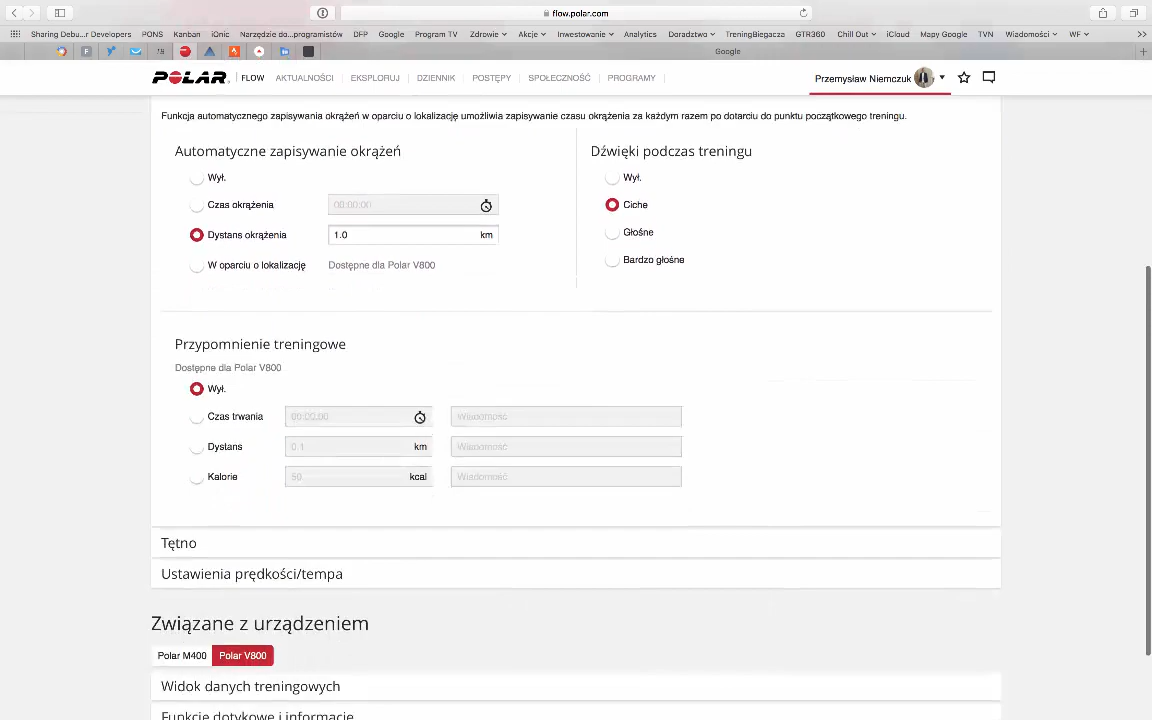 flow.polar.com
Sharing Debu...r Developers PONS Kanban iOnic Narzędzie do...programistów DFP Google Program TV Zdrowie Akcje Inwestowanie Analytics Doradztwo TreningBiegacza GTR360 Chill Out iCloud Mapy Google TVN Wiadomości WF
Google
POLAR FLOW AKTUALNOŚCI EKSPLORUJ DZIENNIK POSTĘPY SPOŁECZNOŚĆ PROGRAMY Przemysław Niemczuk
Funkcja automatycznego zapisywania okrążeń w oparciu o lokalizację umożliwia zapisywanie czasu okrążenia za każdym razem po dotarciu do punktu początkowego treningu.
Automatyczne zapisywanie okrążeń
Wył.
Czas okrążenia 00:00:00
Dystans okrążenia 1.0 km
W oparciu o lokalizację Dostępne dla Polar V800
Dźwięki podczas treningu
Wył.
Ciche
Głośne
Bardzo głośne
Przypomnienie treningowe
Dostępne dla Polar V800
Wył.
Czas trwania 00:00:00 Wiadomość
Dystans 0.1 km Wiadomość
Kalorie 50 kcal Wiadomość
Tętno
Ustawienia prędkości/tempa
Związane z urządzeniem
Polar M400 Polar V800
Widok danych treningowych
Funkcje dotykowe i informacje